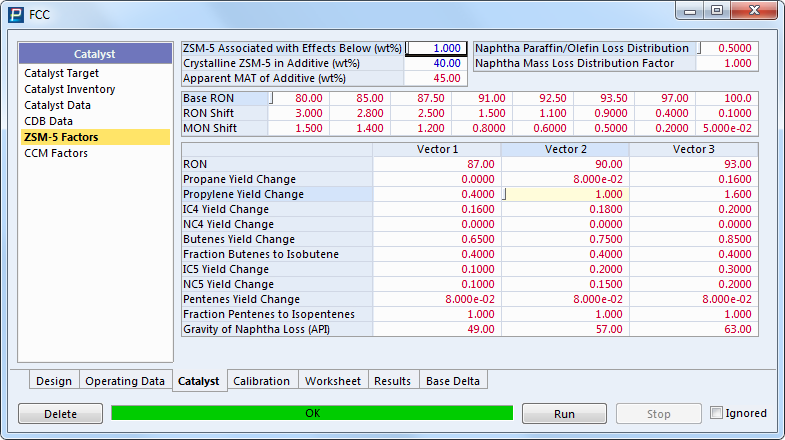 FCC
Catalyst
Catalyst Target
Catalyst Inventory
Catalyst Data
CDB Data
ZSM-5 Factors
CCM Factors
ZSM-5 Associated with Effects Below (wt%) 1.000
Crystalline ZSM-5 in Additive (wt%) 40.00
Apparent MAT of Additive (wt%) 45.00
Naphtha Paraffin/Olefin Loss Distribution 0.5000
Naphtha Mass Loss Distribution Factor 1.000
Base RON 80.00 85.00 87.50 91.00 92.50 93.50 97.00 100.0
RON Shift 3.000 2.800 2.500 1.500 1.100 0.9000 0.4000 0.1000
MON Shift 1.500 1.400 1.200 0.8000 0.6000 0.5000 0.2000 5.000e-02
Vector 1 Vector 2 Vector 3
RON 87.00 90.00 93.00
Propane Yield Change 0.0000 8.000e-02 0.1600
Propylene Yield Change 0.4000 1.000 1.600
IC4 Yield Change 0.1600 0.1800 0.2000
NC4 Yield Change 0.0000 0.0000 0.0000
Butenes Yield Change 0.6500 0.7500 0.8500
Fraction Butenes to Isobutene 0.4000 0.4000 0.4000
IC5 Yield Change 0.1000 0.2000 0.3000
NC5 Yield Change 0.1000 0.1500 0.2000
Pentenes Yield Change 8.000e-02 8.000e-02 8.000e-02
Fraction Pentenes to Isopentenes 1.000 1.000 1.000
Gravity of Naphtha Loss (API) 49.00 57.00 63.00
Design Operating Data Catalyst Calibration Worksheet Results Base Delta
Delete OK Run Stop Ignored